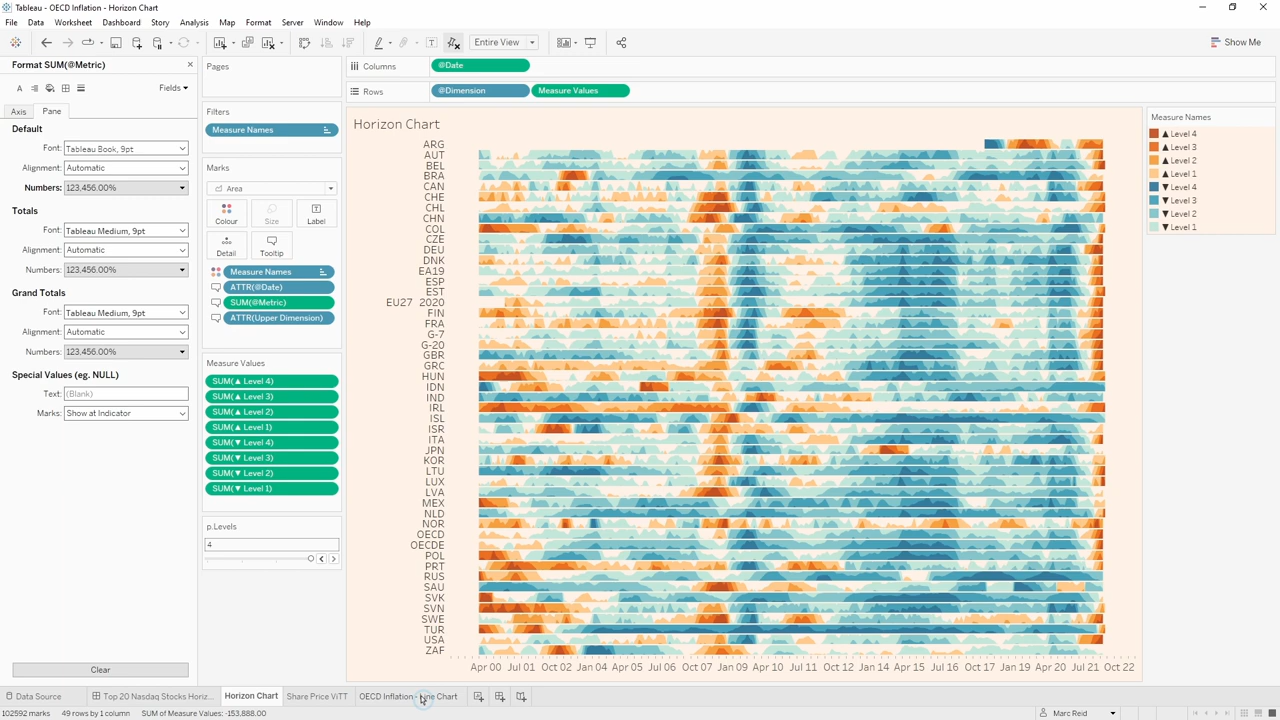 Tableau - OECD Inflation - Horizon Chart
File Data Worksheet Dashboard Story Analysis Map Format Server Window Help
Entire View
Show Me
Format SUM(@Metric)
Fields
Axis Pane
Default
Font: Tableau Book, 9pt
Alignment: Automatic
Numbers: 123,456.00%
Totals
Font: Tableau Medium, 9pt
Alignment: Automatic
Numbers: 123,456.00%
Grand Totals
Font: Tableau Medium, 9pt
Alignment: Automatic
Numbers: 123,456.00%
Special Values (eg. NULL)
Text: (Blank)
Marks: Show at Indicator
Clear
Pages
Filters
Measure Names
Marks
Area
Colour Size Label
Detail Tooltip
Measure Names
ATTR(@Date)
SUM(@Metric)
ATTR(Upper Dimension)
Measure Values
SUM(▲ Level 4)
SUM(▲ Level 3)
SUM(▲ Level 2)
SUM(▲ Level 1)
SUM(▼ Level 4)
SUM(▼ Level 3)
SUM(▼ Level 2)
SUM(▼ Level 1)
p.Levels
4
Columns @Date
Rows @Dimension Measure Values
Horizon Chart
ARG
AUT
BEL
BRA
CAN
CHE
CHL
CHN
COL
CZE
DEU
DNK
EA19
ESP
EST
EU27_2020
FIN
FRA
G-7
G-20
GBR
GRC
HUN
IDN
IND
IRL
ISL
ISR
ITA
JPN
KOR
LTU
LUX
LVA
MEX
NLD
NOR
OECD
OECDE
POL
PRT
RUS
SAU
SVK
SVN
SWE
TUR
USA
ZAF
Apr 00 Jul 01 Oct 02 Jan 04 Apr 05 Jul 06 Oct 07 Jan 09 Apr 10 Jul 11 Oct 12 Jan 14 Apr 15 Jul 16 Oct 17 Jan 19 Apr 20 Jul 21 Oct 22
Measure Names
▲ Level 4
▲ Level 3
▲ Level 2
▲ Level 1
▼ Level 4
▼ Level 3
▼ Level 2
▼ Level 1
Data Source Top 20 Nasdaq Stocks Horiz... Horizon Chart Share Price ViTT OECD Inflation - Line Chart
102592 marks 49 rows by 1 column SUM of Measure Values: -153,888.00 Marc Reid